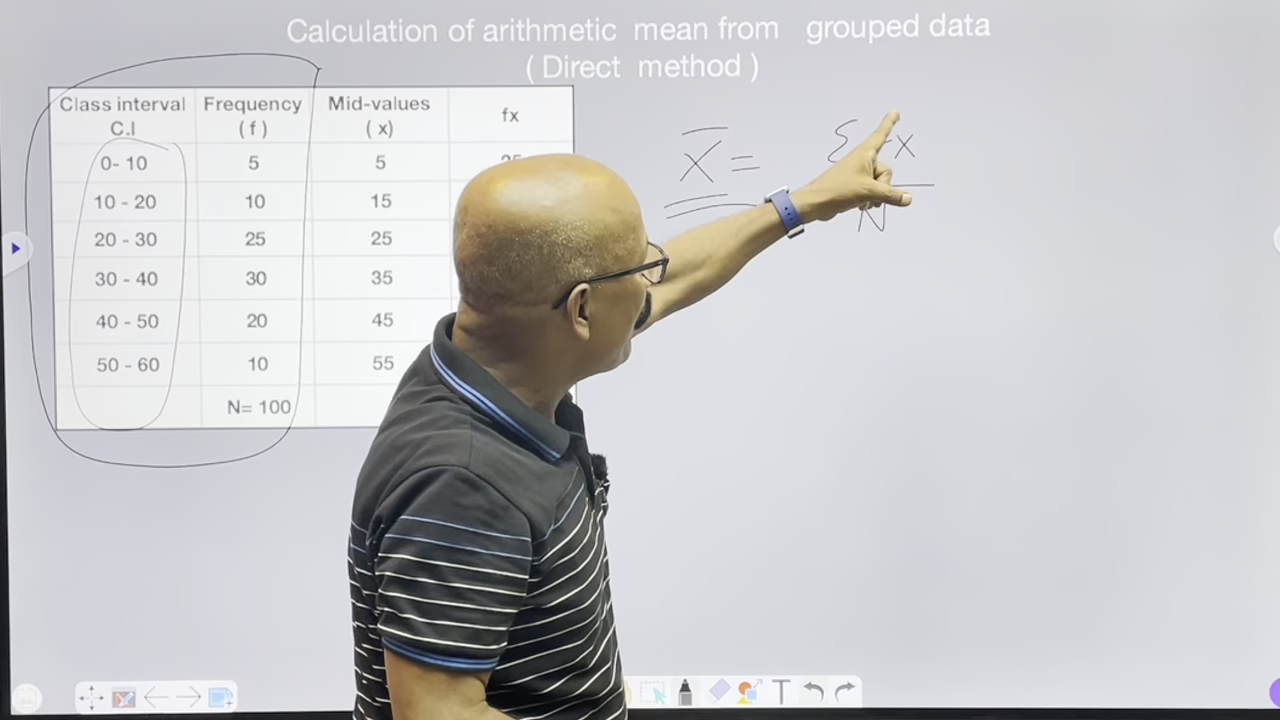 Calculation of arithmetic mean from grouped data
( Direct method )
Class interval C.I Frequency ( f ) Mid-values ( x) fx
0- 10 5 5
10 - 20 10 15
20 - 30 25 25
30 - 40 30 35
40 - 50 20 45
50 - 60 10 55
N= 100
x̄ = Σ x
N
T